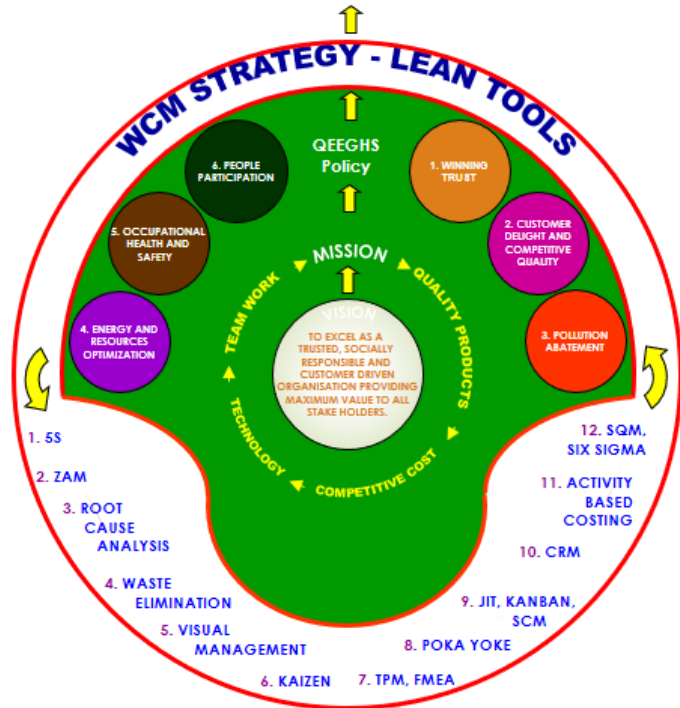 WCM STRATEGY - LEAN TOOLS
QEEGHS
Policy
1. WINNING
TRUST
2. CUSTOMER
DELIGHT AND
COMPETITIVE
QUALITY
3. POLLUTION
ABATEMENT
4. ENERGY AND
RESOURCES
OPTIMIZATION
5. OCCUPATIONAL
HEALTH AND
SAFETY
6. PEOPLE
PARTICIPATION
MISSION
QUALITY PRODUCTS
COMPETITIVE COST
TECHNOLOGY
TEAM WORK
VISION
TO EXCEL AS A
TRUSTED, SOCIALLY
RESPONSIBLE AND
CUSTOMER DRIVEN
ORGANISATION PROVIDING
MAXIMUM VALUE TO ALL
STAKE HOLDERS.
1. 5S
2. ZAM
3. ROOT
CAUSE
ANALYSIS
4. WASTE
ELIMINATION
5. VISUAL
MANAGEMENT
6. KAIZEN
7. TPM, FMEA
8. POKA YOKE
9. JIT, KANBAN,
SCM
10. CRM
11. ACTIVITY
BASED
COSTING
12. SQM,
SIX SIGMA